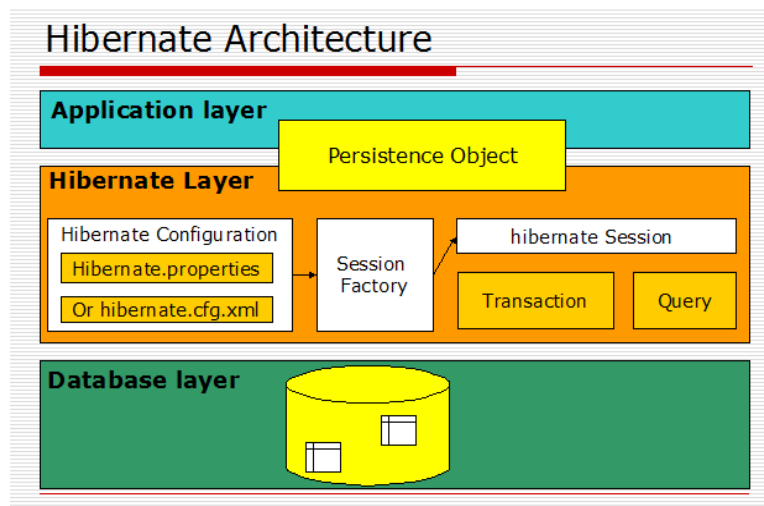 Hibernate Architecture
Application layer
Persistence Object
Hibernate Layer
Hibernate Configuration
Hibernate.properties
Or hibernate.cfg.xml
Session
Factory
hibernate Session
Transaction
Query
Database layer